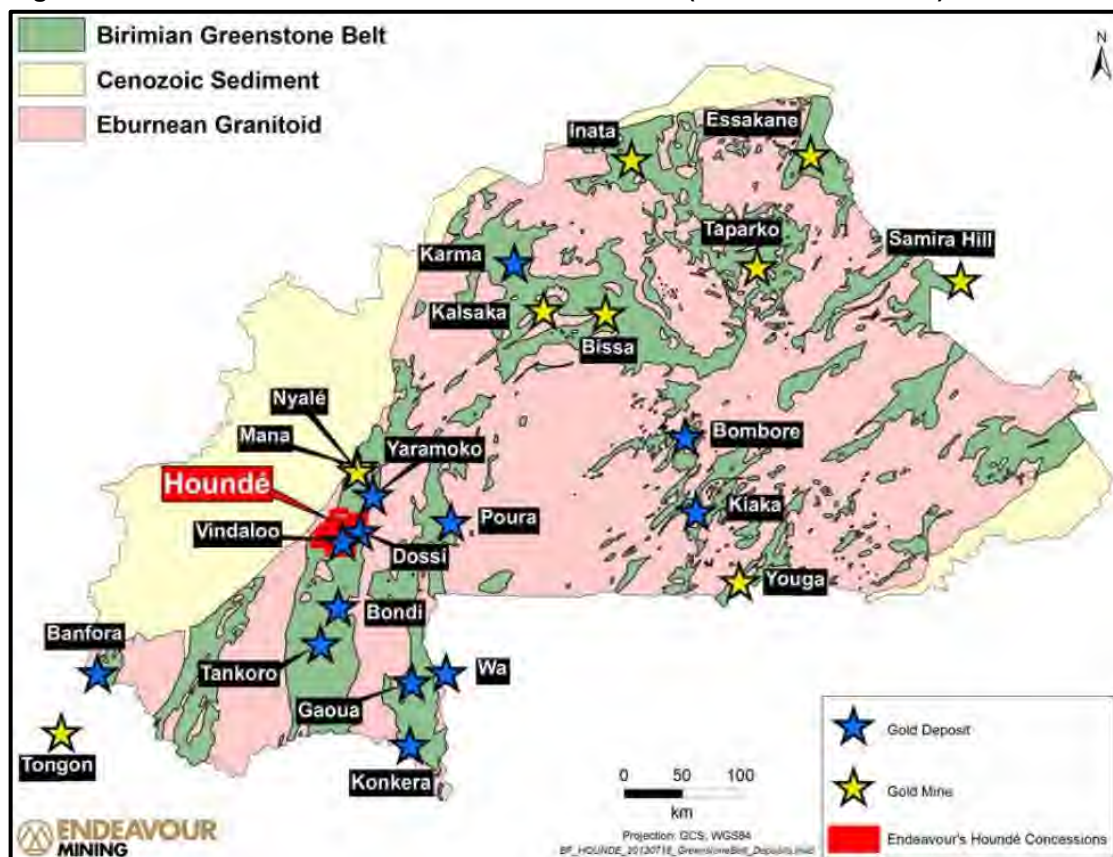 Birimian Greenstone Belt
Cenozoic Sediment
Eburnean Granitoid
N
Inata
Essakane
Taparko
Samira Hill
Karma
Kalsaka
Bissa
Nyalé
Mana
Yaramoko
Bombore
Houndé
Vindaloo
Dossi
Poura
Kiaka
Youga
Bondi
Banfora
Tankoro
Wa
Gaoua
Tongon
Konkera
0 50 100
km
Gold Deposit
Gold Mine
Endeavour's Houndé Concessions
Projection: GCS, WGS84
ENDEAVOUR
MINING